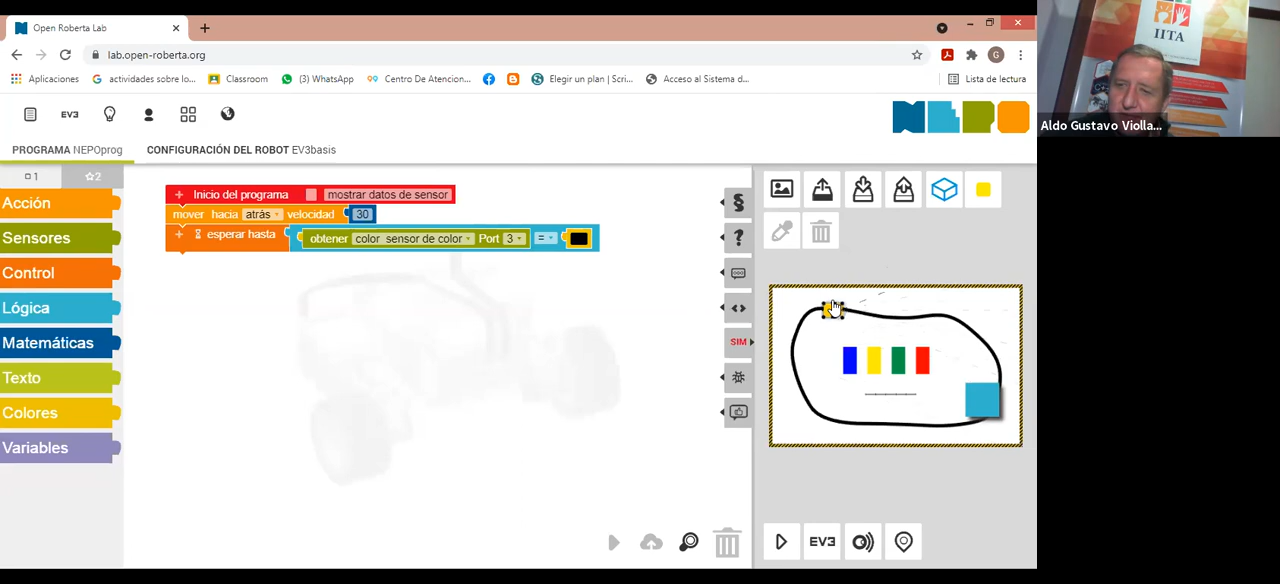 Open Roberta Lab
lab.open-roberta.org
Aplicaciones
actividades sobre lo...
Classroom
(3) WhatsApp
Centro De Atencion...
Elegir un plan | Scri...
Acceso al Sistema d...
Lista de lectura
G
EV3
PROGRAMA NEPOprog
CONFIGURACIÓN DEL ROBOT EV3basis
1
2
Acción
Sensores
Control
Lógica
Matemáticas
Texto
Colores
Variables
+ Inicio del programa mostrar datos de sensor
mover hacia atrás velocidad 30
+ esperar hasta obtener color sensor de color Port 3 =
§
?
SIM
EV3
IITA
Aldo Gustavo Violla...